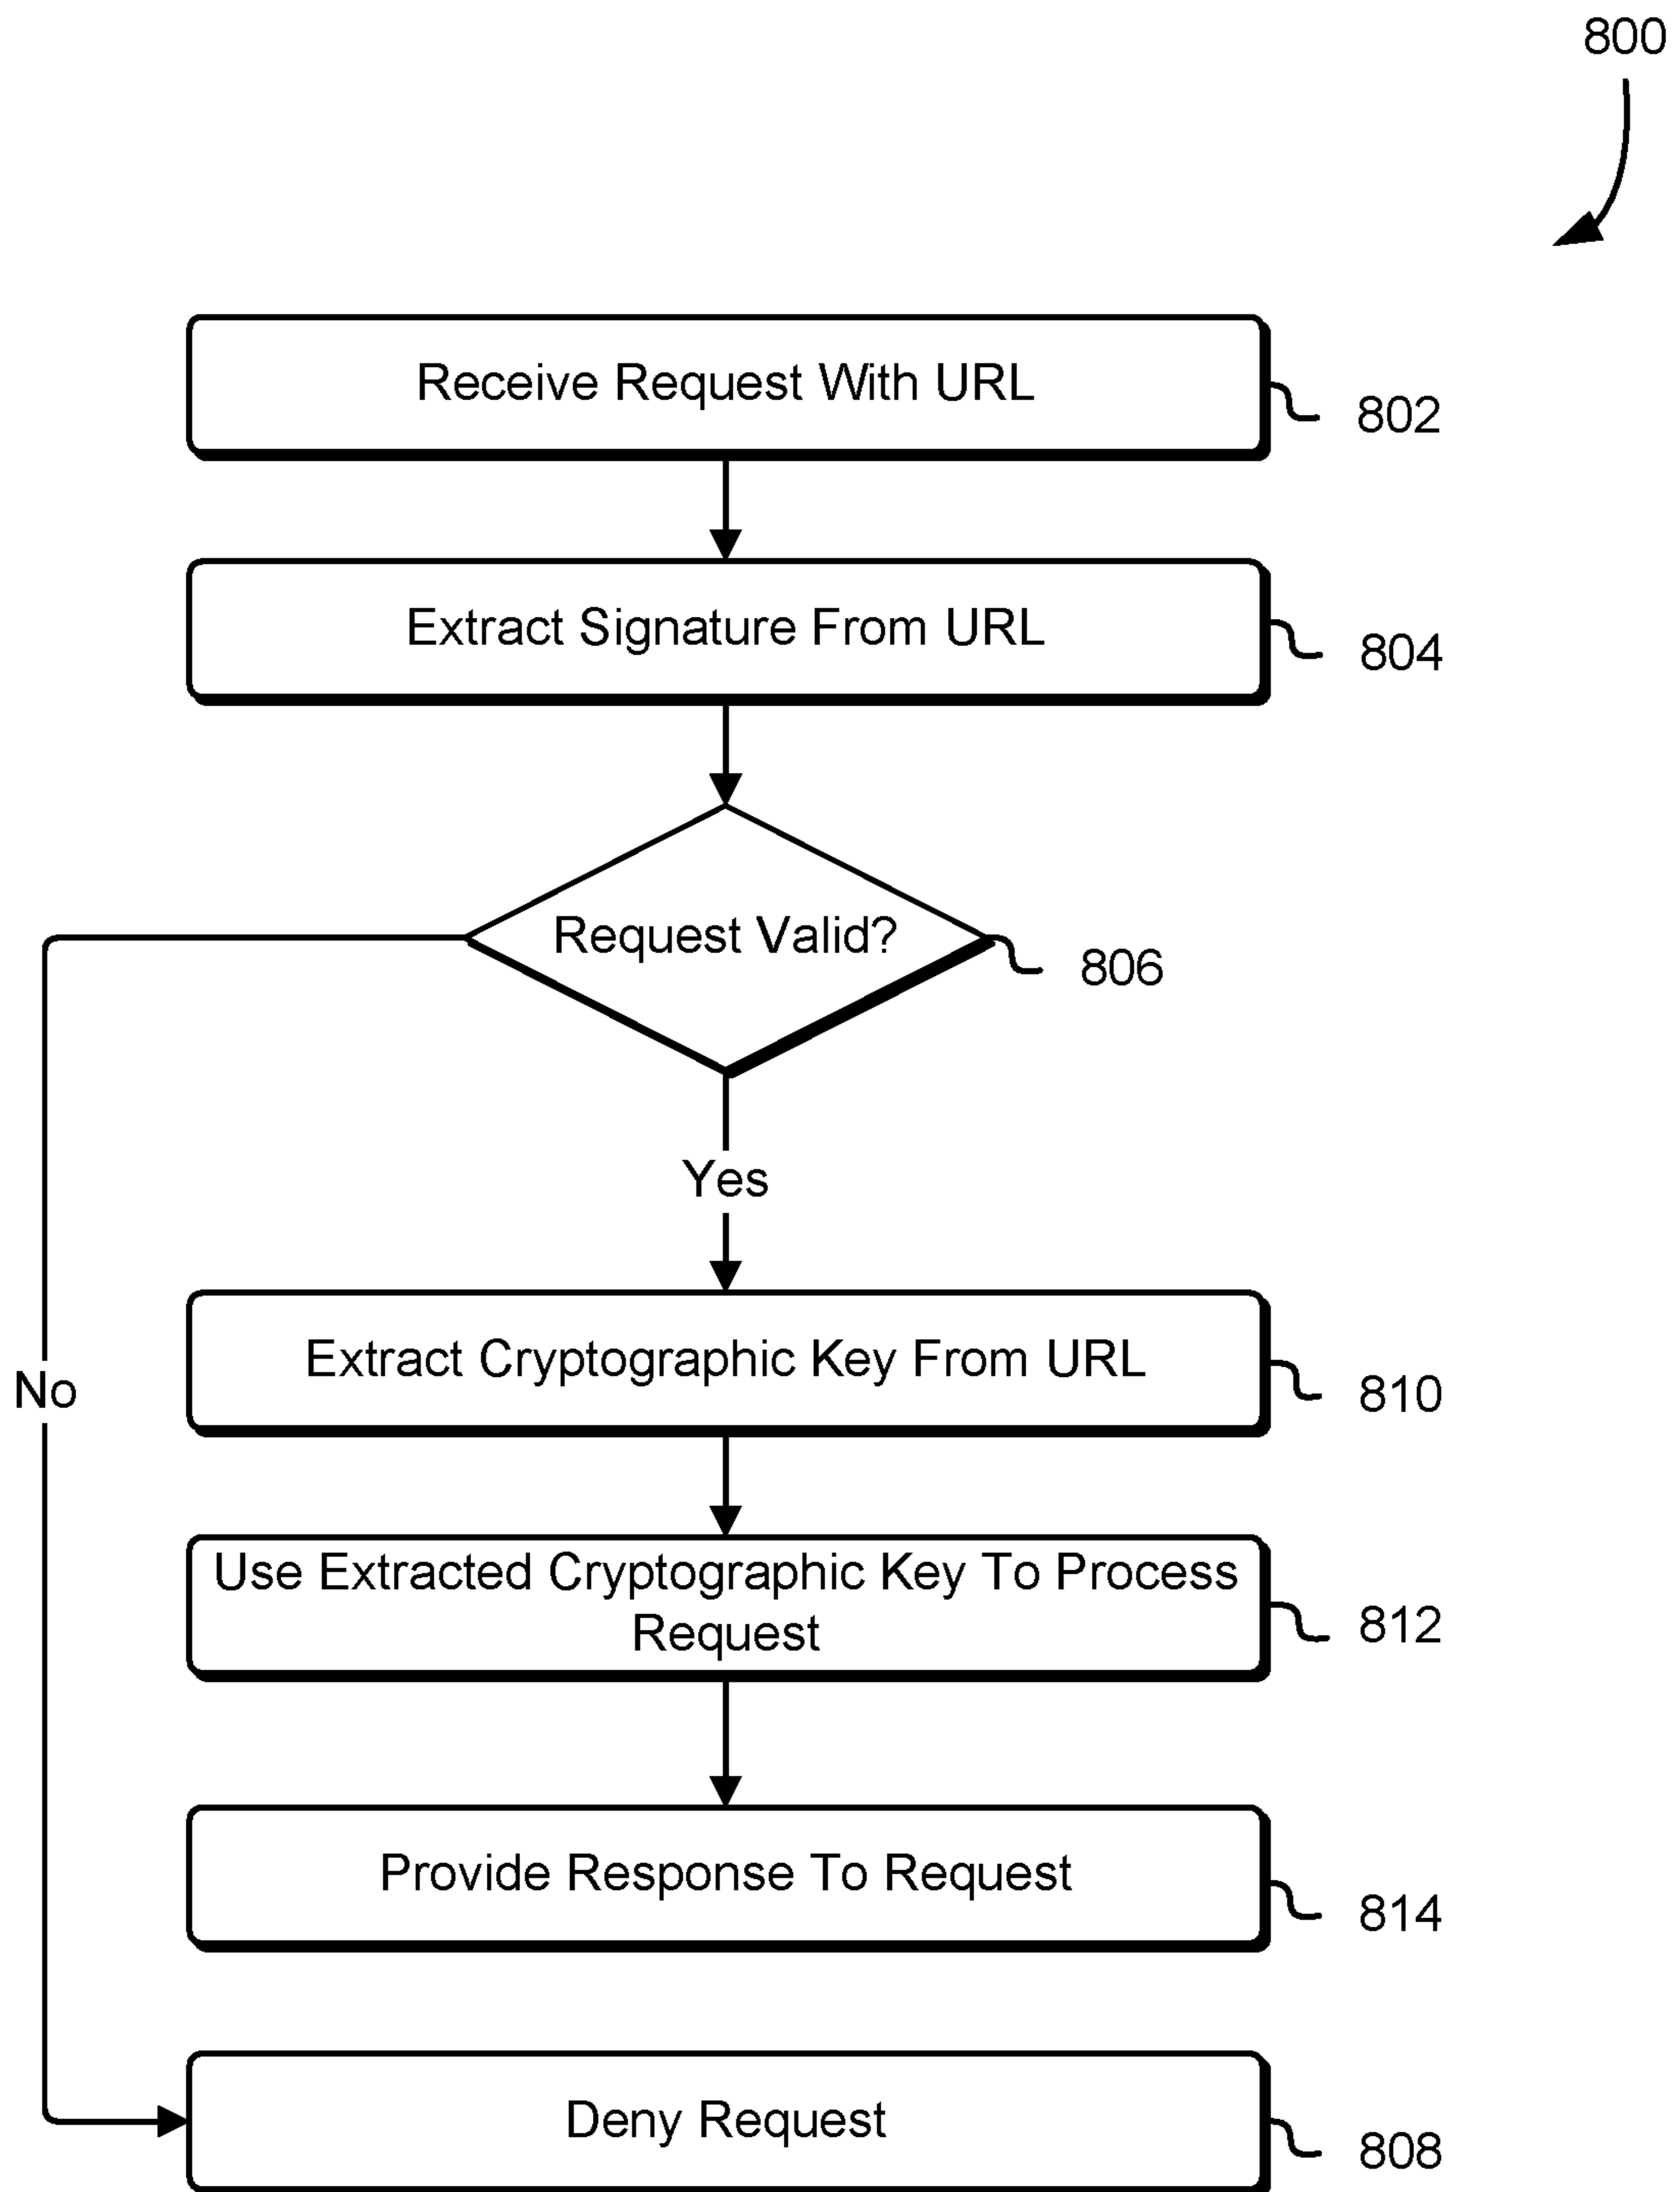 800
Receive Request With URL
802
Extract Signature From URL
804
Request Valid?
806
Yes
Extract Cryptographic Key From URL
810
No
Use Extracted Cryptographic Key To Process
Request
812
Provide Response To Request
814
Deny Request
808